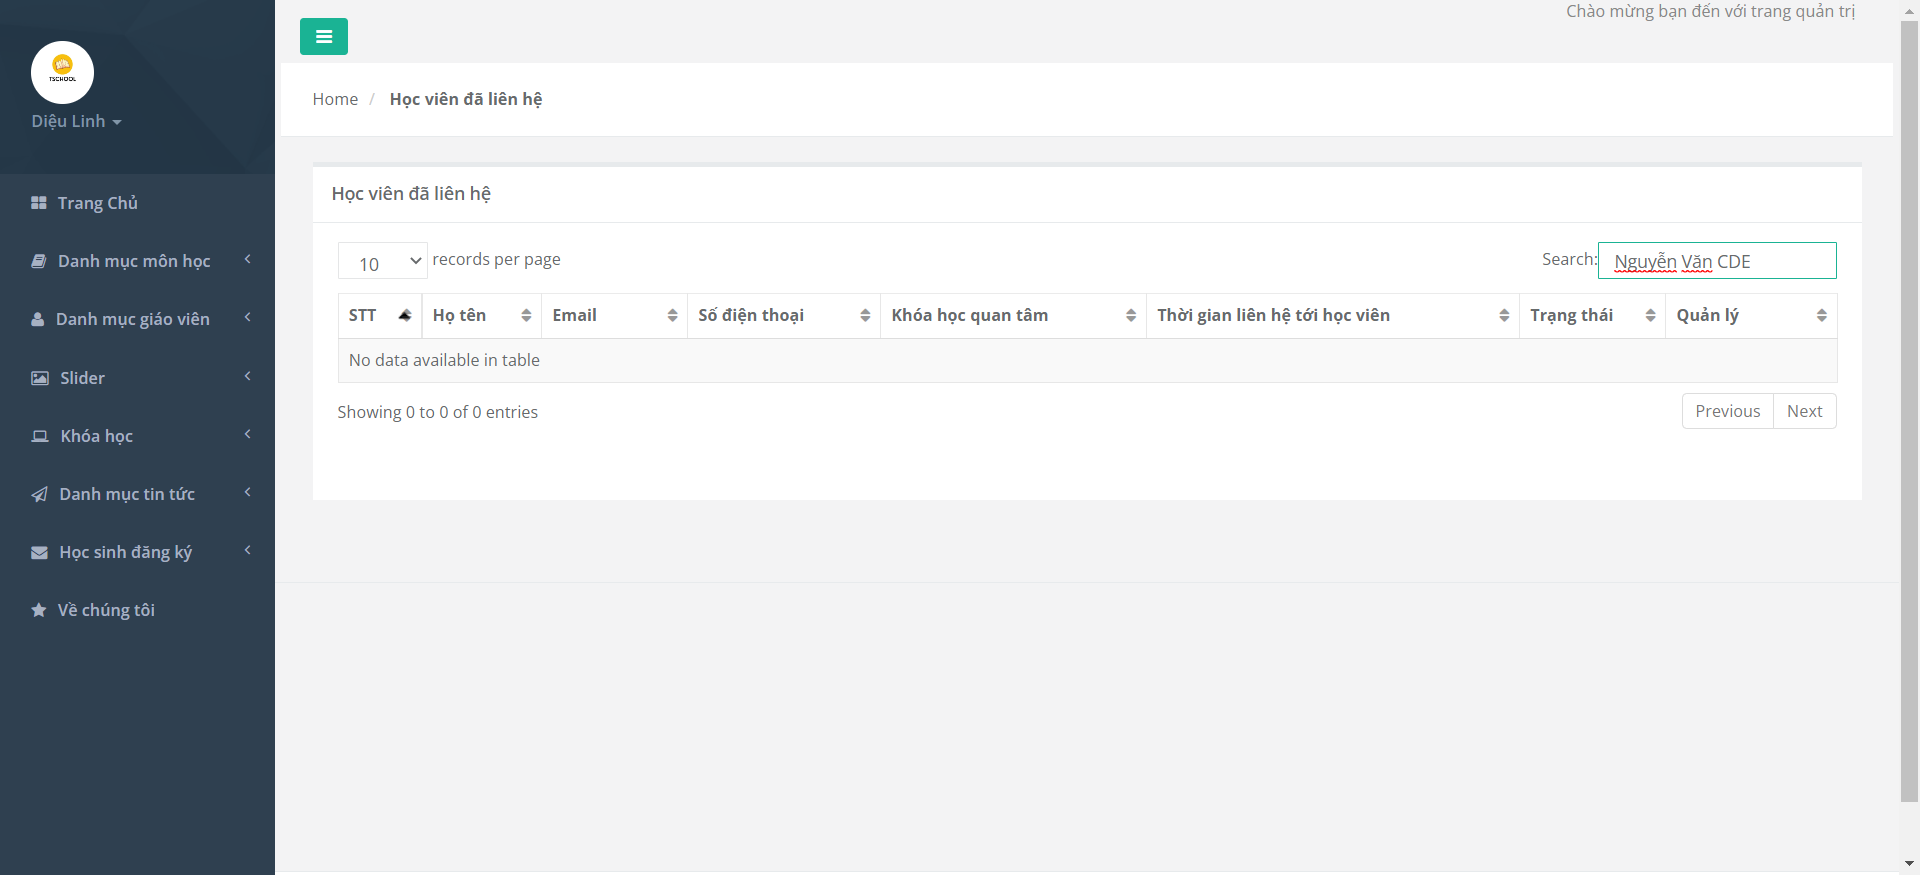 Chào mừng bạn đến với trang quản trị
TSCHOOL
Diệu Linh
Trang Chủ
Danh mục môn học
Danh mục giáo viên
Slider
Khóa học
Danh mục tin tức
Học sinh đăng ký
Về chúng tôi
Home / Học viên đã liên hệ
Học viên đã liên hệ
10 records per page
Search: Nguyễn Văn CDE
STT Họ tên Email Số điện thoại Khóa học quan tâm Thời gian liên hệ tới học viên Trạng thái Quản lý
No data available in table
Showing 0 to 0 of 0 entries
Previous Next